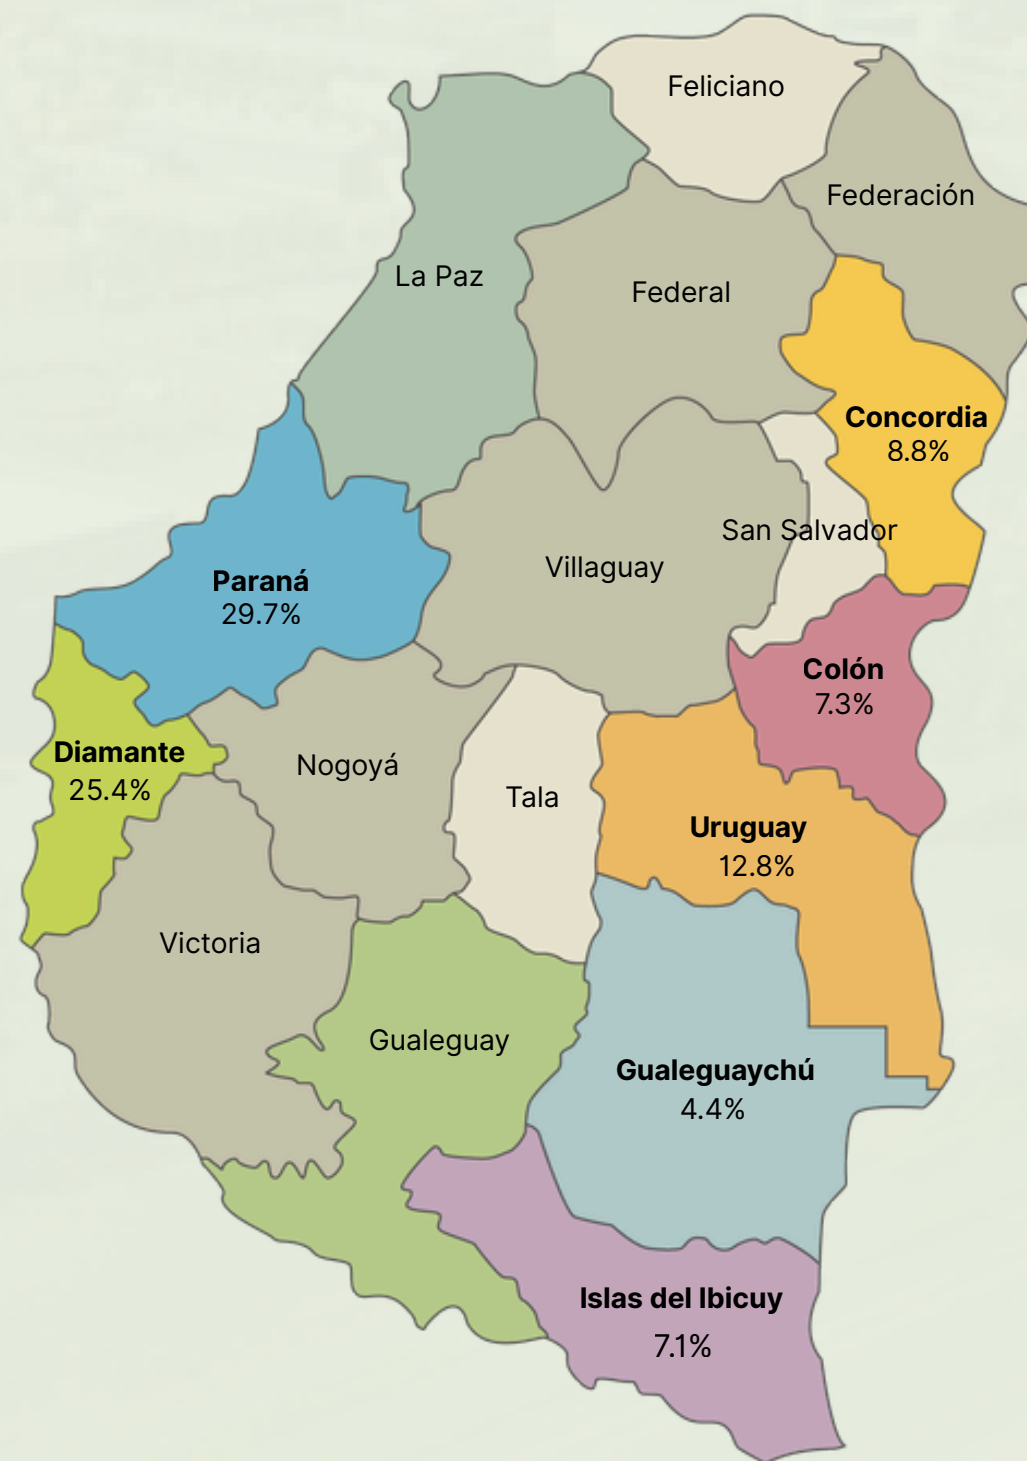 Feliciano
Federación
La Paz
Federal
Concordia
8.8%
San Salvador
Villaguay
Paraná
29.7%
Colón
7.3%
Diamante
25.4%
Nogoyá
Tala
Uruguay
12.8%
Victoria
Gualeguay
Gualeguaychú
4.4%
Islas del Ibicuy
7.1%